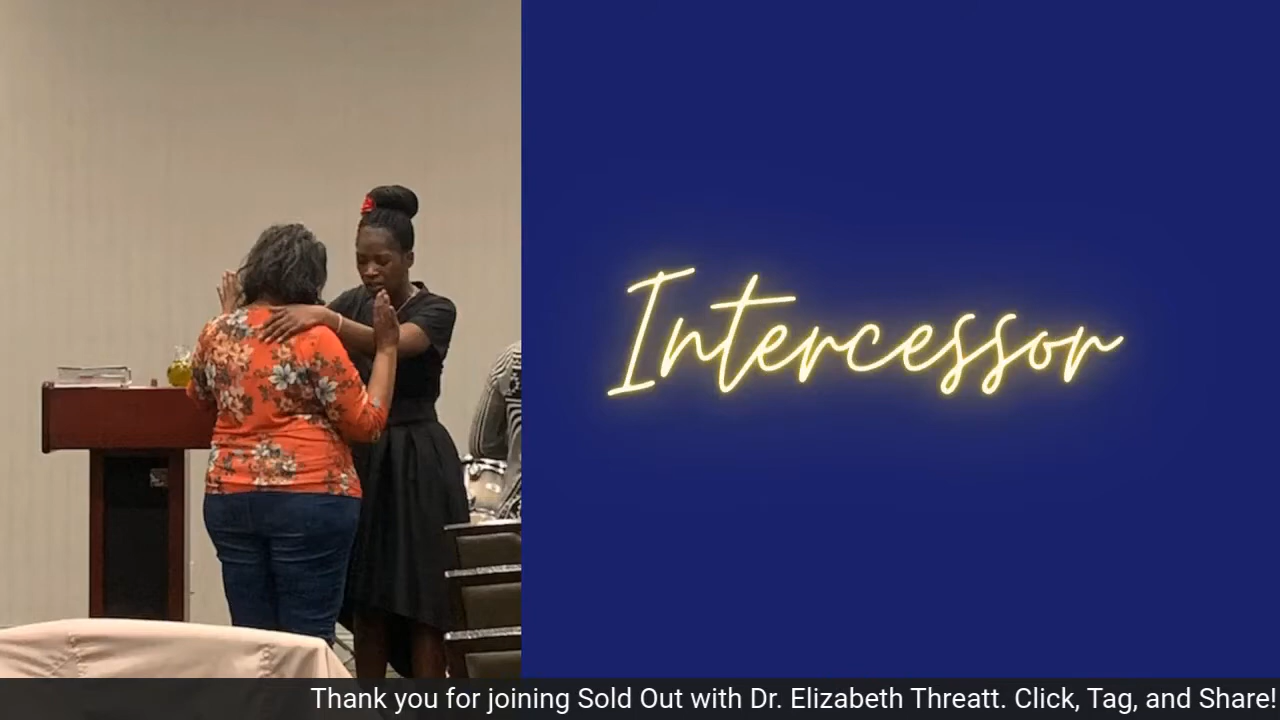 Intercessor
Thank you for joining Sold Out with Dr. Elizabeth Threatt. Click, Tag, and Share!